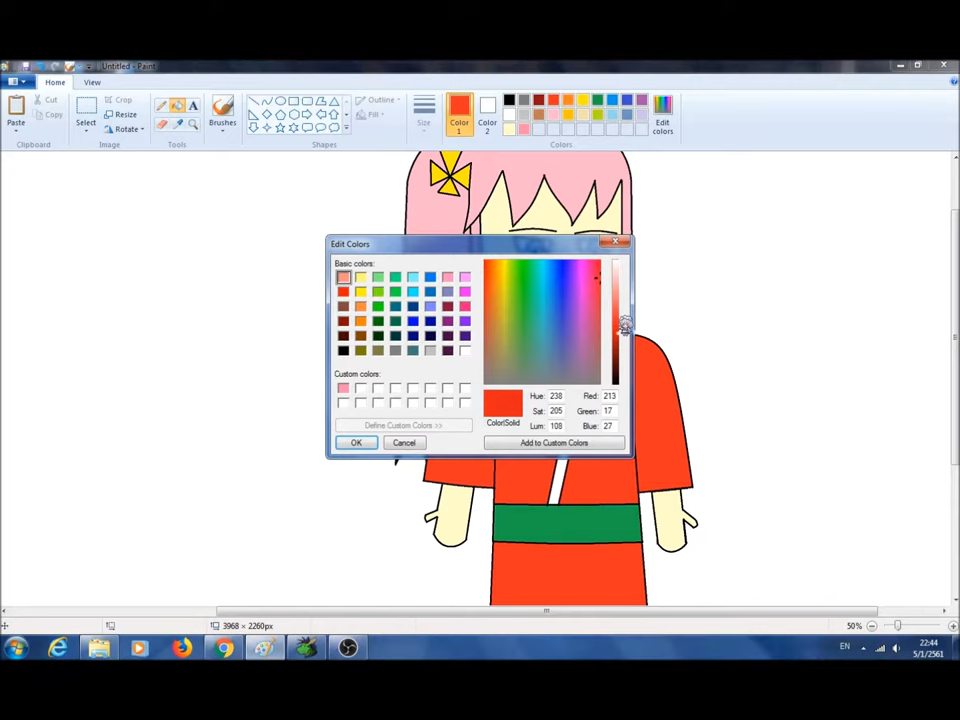 Untitled - Paint
Home
View
Paste
Cut
Copy
Clipboard
Select
Crop
Resize
Rotate
Image
A
Tools
Brushes
Outline
Fill
Shapes
Size
Color
1
Color
2
Edit
colors
Colors
Edit Colors
Basic colors:
Custom colors:
Define Custom Colors >>
OK
Cancel
Color|Solid
Hue: 238
Sat: 205
Lum: 108
Red: 213
Green: 17
Blue: 27
Add to Custom Colors
3968 × 2260px
50%
EN
22:44
5/1/2561